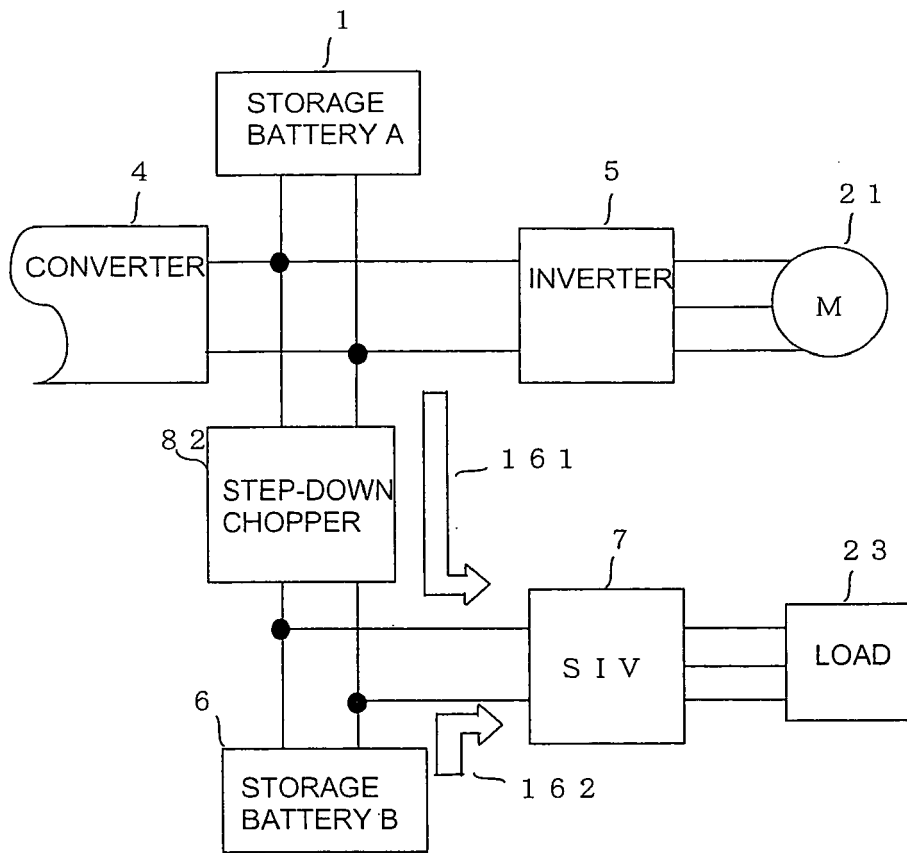 1
STORAGE
BATTERY A
4
5
2 1
CONVERTER
INVERTER
M
8 2
1 6 1
STEP-DOWN
CHOPPER
7
2 3
S I V
LOAD
6
STORAGE
BATTERY B
1 6 2